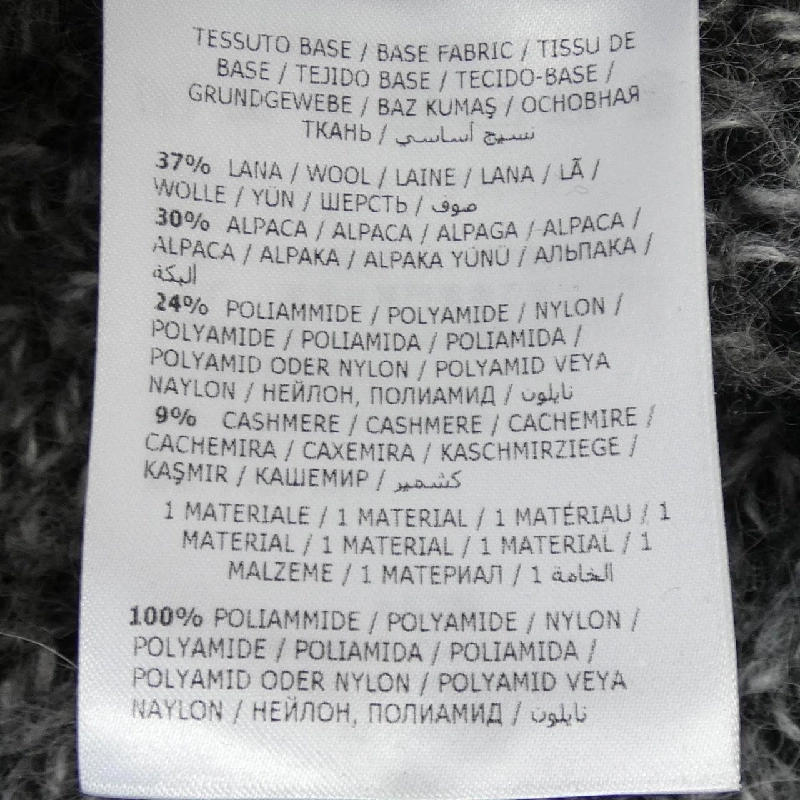 TESSUTO BASE / BASE FABRIC / TISSU DE
BASE / TEJIDO BASE / TECIDO-BASE /
GRUNDGEWEBE / BAZ KUMAŞ / ОСНОВНАЯ
ТКАНЬ / نسيج أساسي
37% LANA / WOOL / LAINE / LANA / LÃ /
WOLLE / YÜN / ШЕРСТЬ / صوف
30% ALPACA / ALPACA / ALPAGA / ALPACA /
ALPACA / ALPAKA / ALPAKA YÜNÜ / АЛЬПАКА /
البكة
24% POLIAMMIDE / POLYAMIDE / NYLON /
POLYAMIDE / POLIAMIDA / POLIAMIDA /
POLYAMID ODER NYLON / POLYAMID VEYA
NAYLON / НЕЙЛОН, ПОЛИАМИД / نايلون
9% CASHMERE / CASHMERE / CACHEMIRE /
CACHEMIRA / CAXEMIRA / KASCHMIRZIEGE /
KAŞMIR / КАШЕМИР / كشمير
1 MATERIALE / 1 MATERIAL / 1 MATÉRIAU / 1
MATERIAL / 1 MATERIAL / 1 MATERIAL / 1
MALZEME / 1 МАТЕРИАЛ / 1 الخامة
100% POLIAMMIDE / POLYAMIDE / NYLON /
POLYAMIDE / POLIAMIDA / POLIAMIDA /
POLYAMID ODER NYLON / POLYAMID VEYA
NAYLON / НЕЙЛОН, ПОЛИАМИД / نايلون